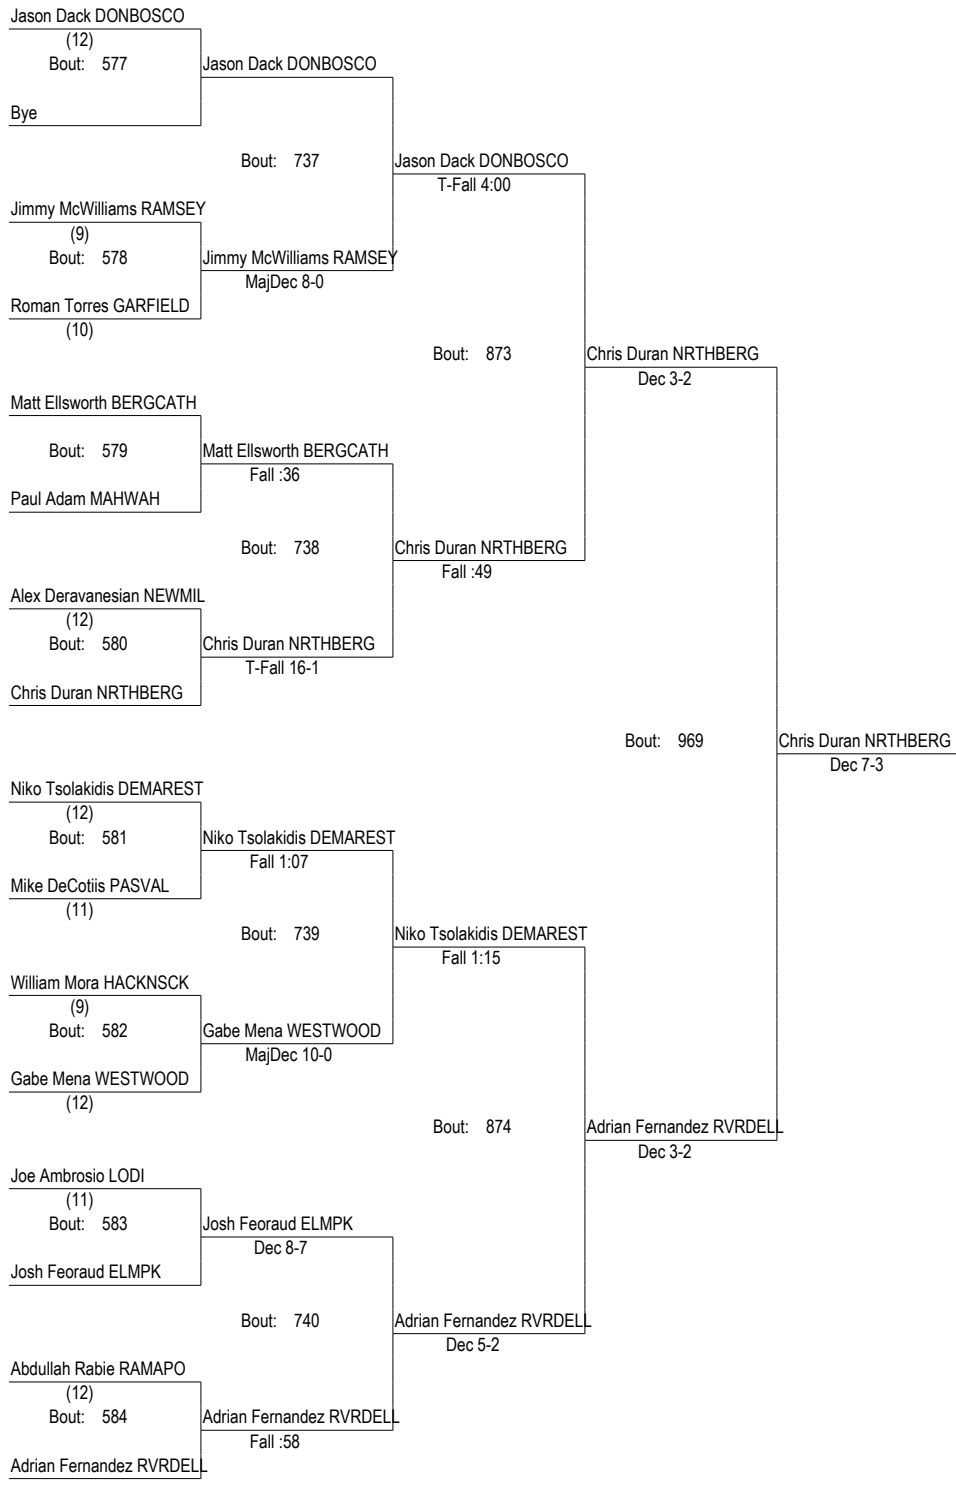 Jason Dack DONBOSCO
(12)
Bout: 577
Jason Dack DONBOSCO
Bye
Bout: 737
Jason Dack DONBOSCO
T-Fall 4:00
Jimmy McWilliams RAMSEY
(9)
Bout: 578
Jimmy McWilliams RAMSEY
MajDec 8-0
Roman Torres GARFIELD
(10)
Bout: 873
Chris Duran NRTHBERG
Dec 3-2
Matt Ellsworth BERGCATH
Bout: 579
Matt Ellsworth BERGCATH
Fall :36
Paul Adam MAHWAH
Bout: 738
Chris Duran NRTHBERG
Fall :49
Alex Deravanesian NEWMIL
(12)
Bout: 580
Chris Duran NRTHBERG
T-Fall 16-1
Chris Duran NRTHBERG
Bout: 969
Chris Duran NRTHBERG
Dec 7-3
Niko Tsolakidis DEMAREST
(12)
Bout: 581
Niko Tsolakidis DEMAREST
Fall 1:07
Mike DeCotiis PASVAL
(11)
Bout: 739
Niko Tsolakidis DEMAREST
Fall 1:15
William Mora HACKNSCK
(9)
Bout: 582
Gabe Mena WESTWOOD
MajDec 10-0
Gabe Mena WESTWOOD
(12)
Bout: 874
Adrian Fernandez RVRDELL
Dec 3-2
Joe Ambrosio LODI
(11)
Bout: 583
Josh Feoraud ELMPK
Dec 8-7
Josh Feoraud ELMPK
Bout: 740
Adrian Fernandez RVRDELL
Dec 5-2
Abdullah Rabie RAMAPO
(12)
Bout: 584
Adrian Fernandez RVRDELL
Fall :58
Adrian Fernandez RVRDELL